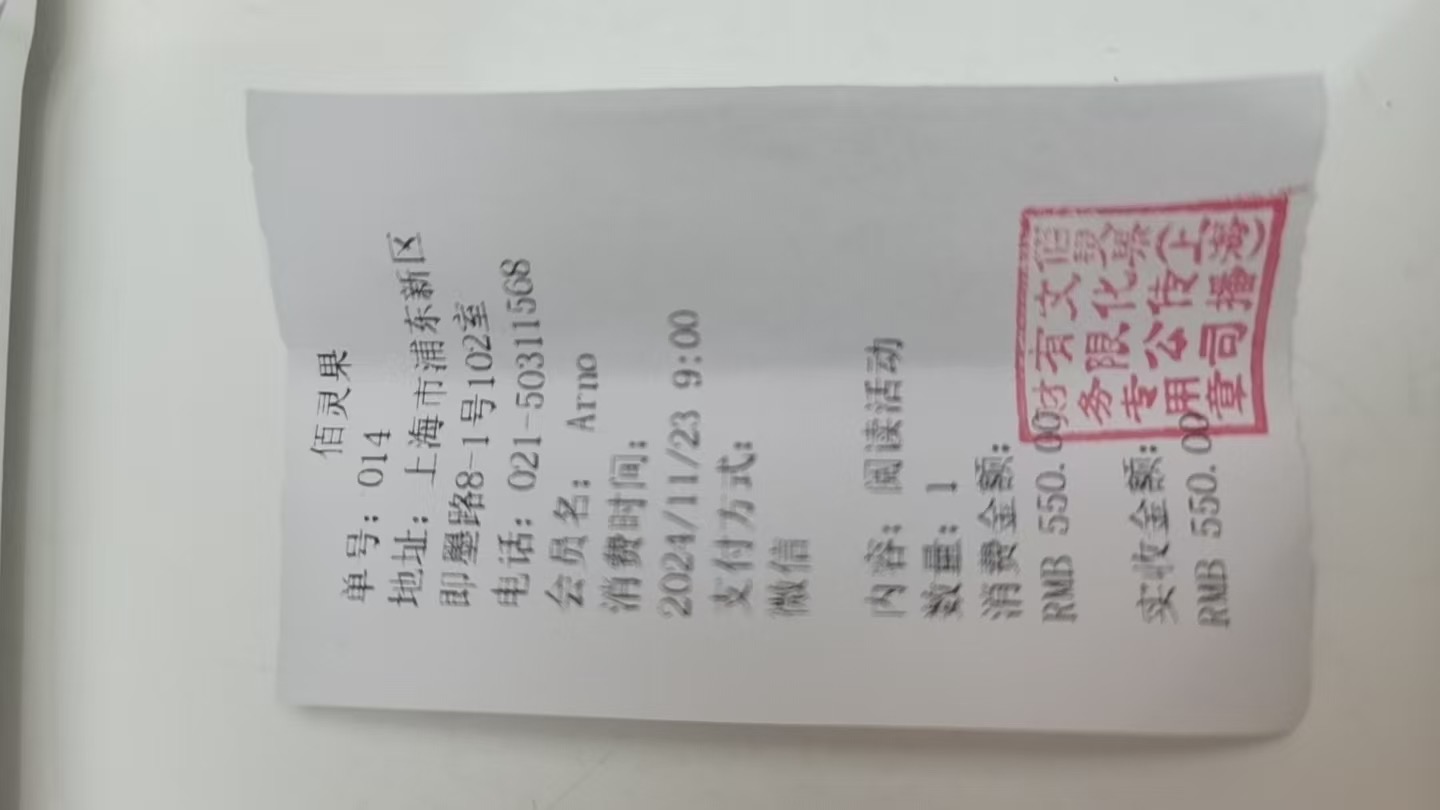 佰灵果
单号：014
地址：上海市浦东新区
即墨路8-1号102室
电话：021-50311568
会员名： Arno
消费时间：
2024/11/23 9:00
支付方式：
微信
内容：阅读活动
数量：1
消费金额：
RMB 550.00
实收金额：
RMB 550.00
(上海)
文化传播
有限公司
财务专用章